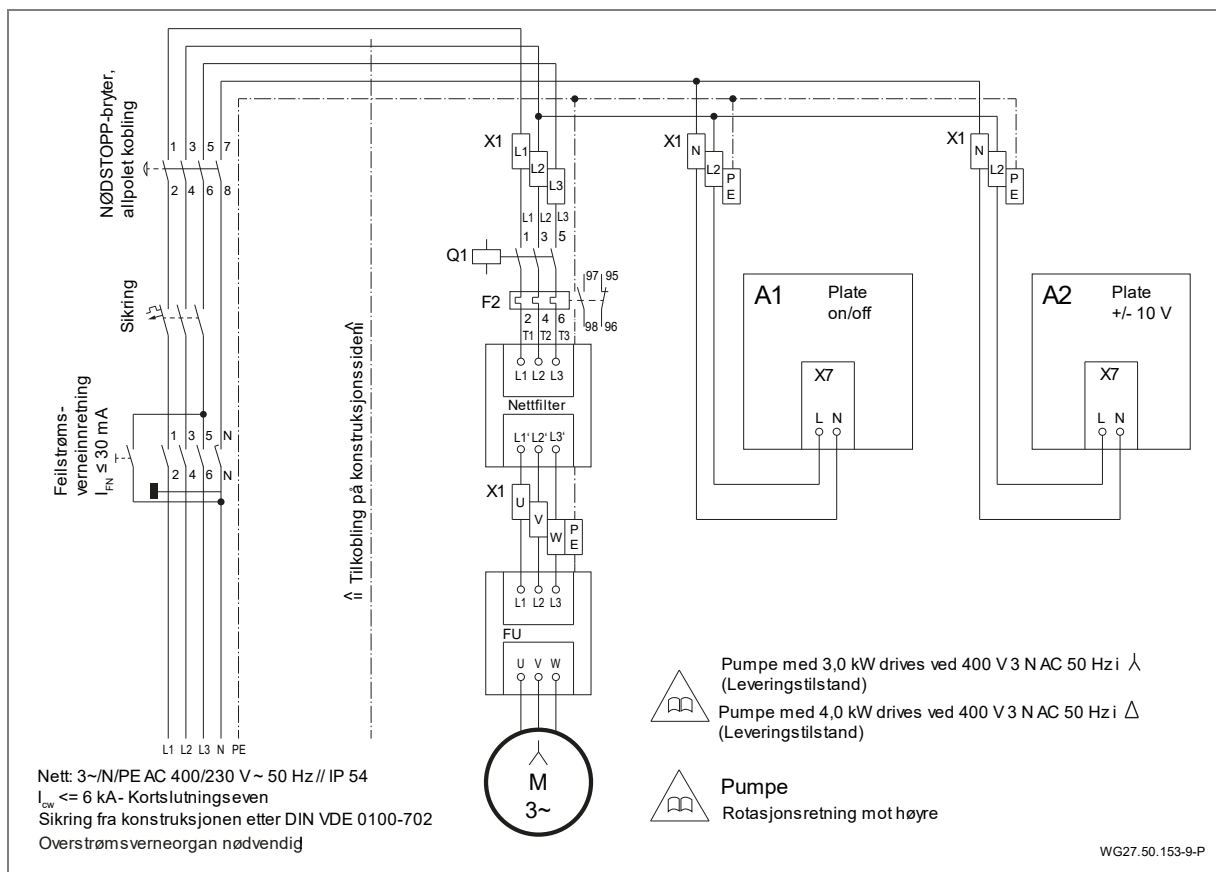 NØDSTOPP-bryter,
allpolet kobling
1 3 5 7
2 4 6 8
Sikring
Feilstrøms-
verneinnretning
I_FN ≤ 30 mA
1 3 5 N
2 4 6 N
L1 L2 L3 N PE
Nett: 3~/N/PE AC 400/230 V ~ 50 Hz // IP 54
I_cw <= 6 kA - Kortslutningseven
Sikring fra konstruksjonen etter DIN VDE 0100-702
Overstrømsverneorgan nødvendig
îî Tilkobling på konstruksjonssiden îî
X1
L1
L2
L3
L1 L2 L3
1 3 5
Q1
97 95
F2
98 96
2 4 6
T1 T2 T3
L1 L2 L3
Nettfilter
L1‘ L2‘ L3‘
X1
U
V
W
PE
L1 L2 L3
FU
U V W
M
3~
X1
N
L2
PE
A1
Plate
on/off
X7
L N
X1
N
L2
PE
A2
Plate
+/- 10 V
X7
L N
Pumpe med 3,0 kW drives ved 400 V 3 N AC 50 Hz i
(Leveringstilstand)
Pumpe med 4,0 kW drives ved 400 V 3 N AC 50 Hz i Δ
(Leveringstilstand)
Pumpe
Rotasjonsretning mot høyre
WG27.50.153-9-P